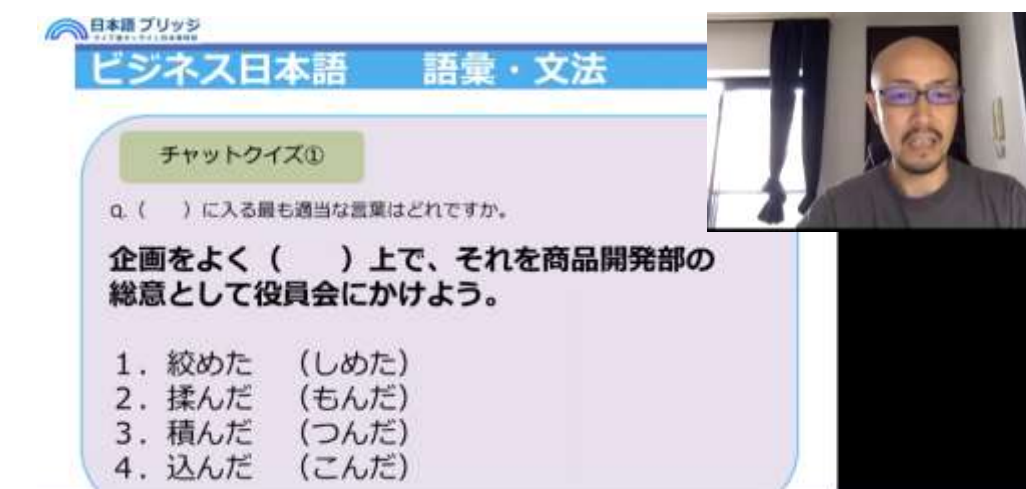 日本語 ブリッジ
ビジネス日本語 語彙・文法
チャットクイズ①
Q.( )に入る最も適当な言葉はどれですか。
企画をよく( )上で、それを商品開発部の
総意として役員会にかけよう。
1.絞めた (しめた)
2.揉んだ (もんだ)
3.積んだ (つんだ)
4.込んだ (こんだ)